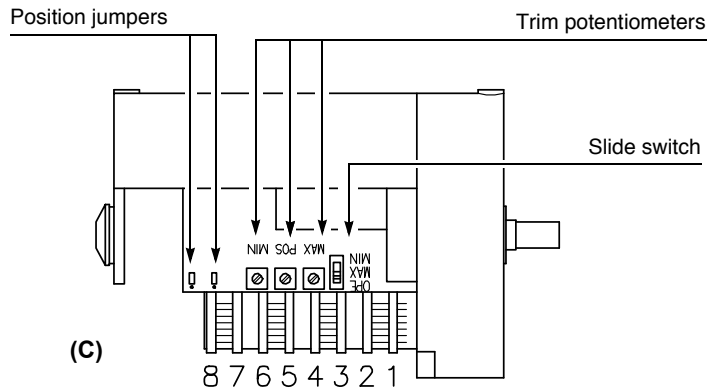 Position jumpers
Trim potentiometers
Slide switch
MIN POS MAX
MIN
MAX
OPE
(C)
8 7 6 5 4 3 2 1